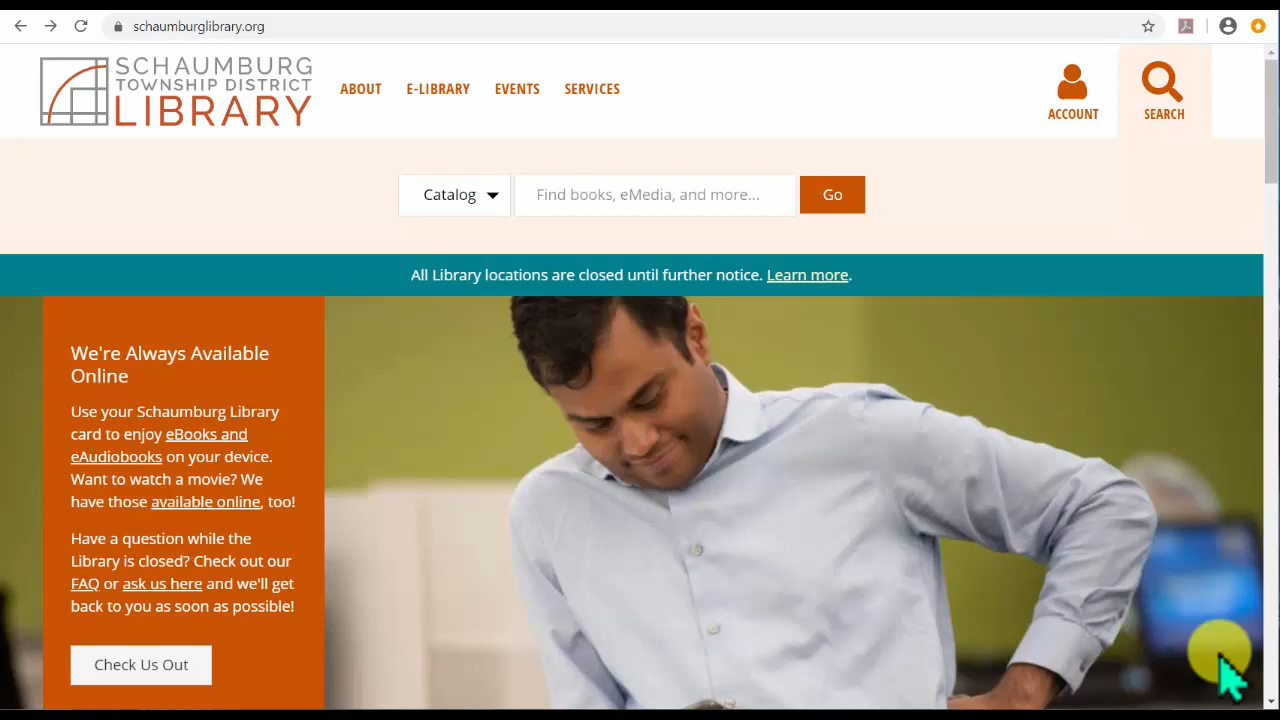 schaumburglibrary.org
SCHAUMBURG
TOWNSHIP DISTRICT
LIBRARY
ABOUT
E-LIBRARY
EVENTS
SERVICES
ACCOUNT
SEARCH
Catalog
Find books, eMedia, and more...
Go
All Library locations are closed until further notice. Learn more.
We're Always Available
Online
Use your Schaumburg Library
card to enjoy eBooks and
eAudiobooks on your device.
Want to watch a movie? We
have those available online, too!
Have a question while the
Library is closed? Check out our
FAQ or ask us here and we'll get
back to you as soon as possible!
Check Us Out